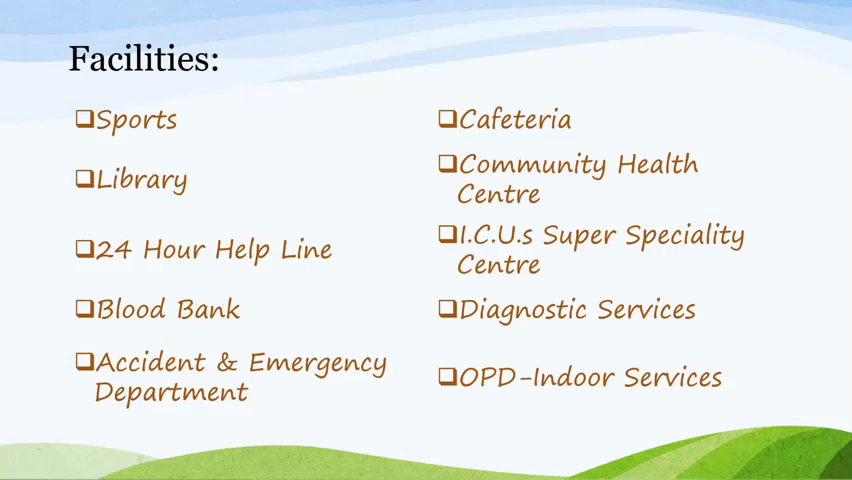 Facilities:
❑Sports
❑Library
❑24 Hour Help Line
❑Blood Bank
❑Accident & Emergency
Department
❑Cafeteria
❑Community Health
Centre
❑I.C.U.s Super Speciality
Centre
❑Diagnostic Services
❑OPD-Indoor Services